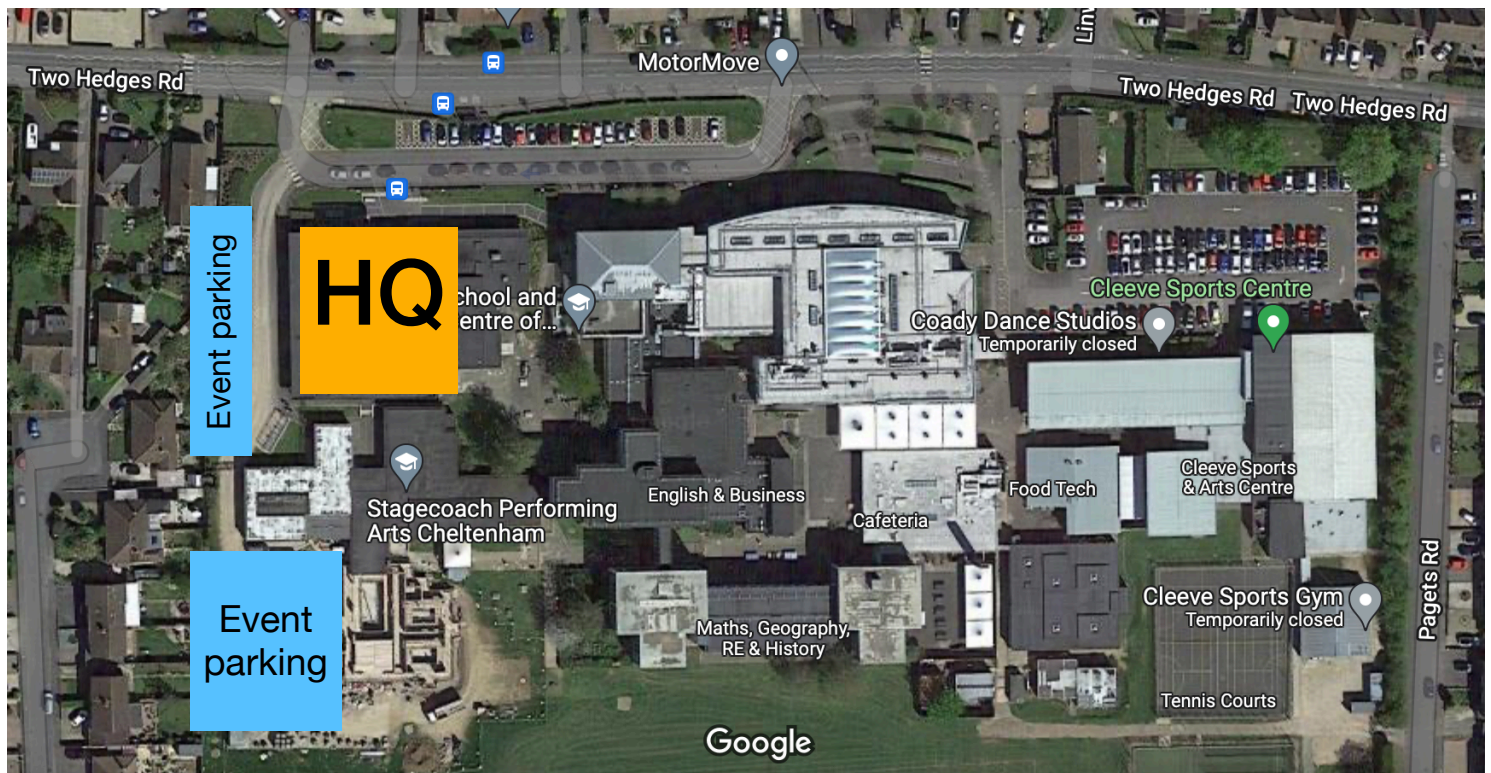 Two Hedges Rd
MotorMove
Two Hedges Rd
Two Hedges Rd
Event parking
HQ
chool and
entre of...
Cleeve Sports Centre
Coady Dance Studios
Temporarily closed
Stagecoach Performing
Arts Cheltenham
English & Business
Cafeteria
Food Tech
Cleeve Sports
& Arts Centre
Event
parking
Maths, Geography,
RE & History
Cleeve Sports Gym
Temporarily closed
Pagets Rd
Tennis Courts
Google